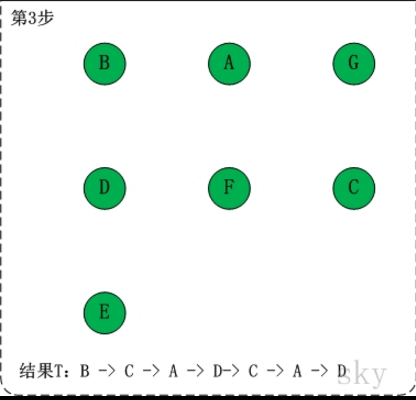 第3步
B A G
D F C
E
结果T: B -> C -> A -> D-> C -> A -> D
sky